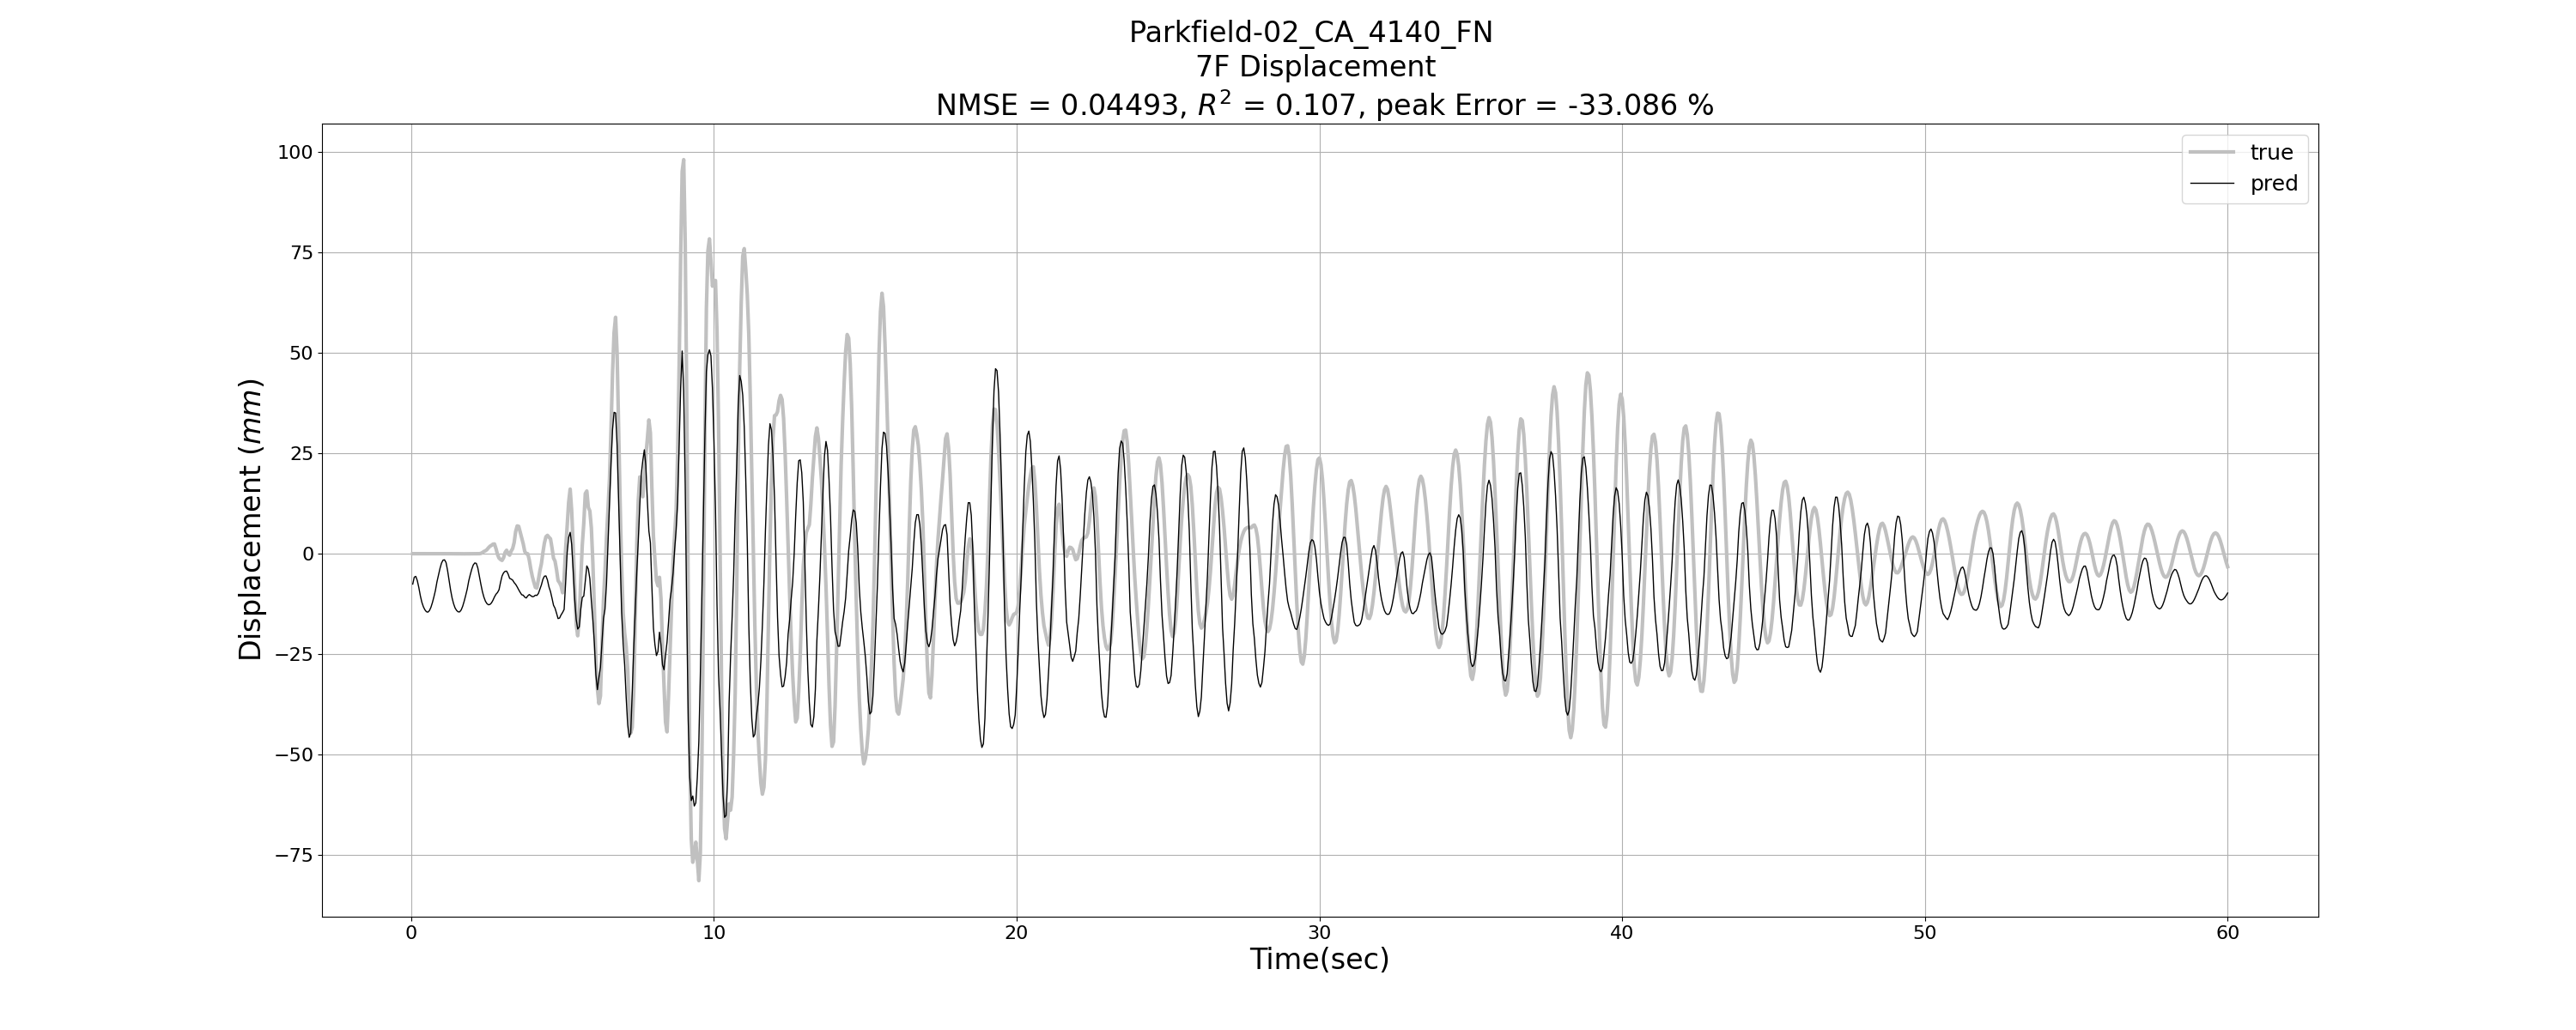 Parkfield-02_CA_4140_FN
7F Displacement
NMSE = 0.04493, R² = 0.107, peak Error = -33.086 %
true
pred
100
75
50
25
0
−25
−50
−75
Displacement (mm)
0 10 20 30 40 50 60
Time(sec)